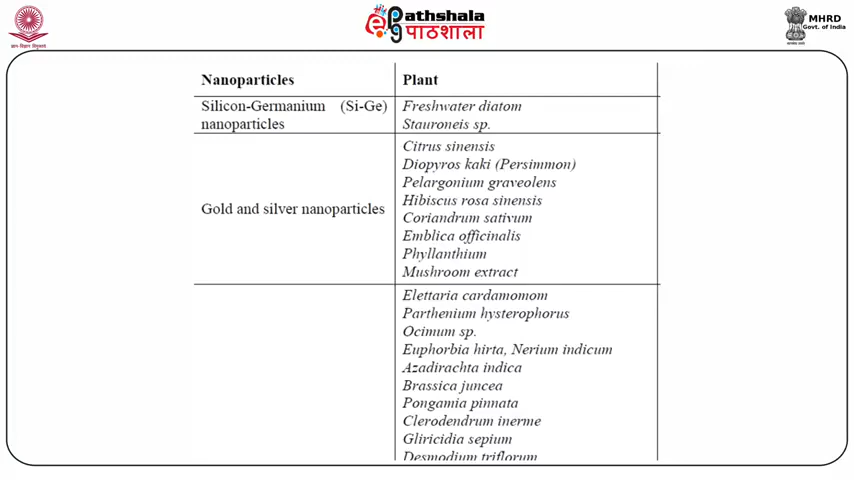 Pathshala
पाठशाला
MHRD
Govt. of India
Nanoparticles Plant
Silicon-Germanium (Si-Ge) nanoparticles
Freshwater diatom
Stauroneis sp.
Gold and silver nanoparticles
Citrus sinensis
Diopyros kaki (Persimmon)
Pelargonium graveolens
Hibiscus rosa sinensis
Coriandrum sativum
Emblica officinalis
Phyllanthium
Mushroom extract
Elettaria cardamomom
Parthenium hysterophorus
Ocimum sp.
Euphorbia hirta, Nerium indicum
Azadirachta indica
Brassica juncea
Pongamia pinnata
Clerodendrum inerme
Gliricidia sepium
Desmodium triflorum